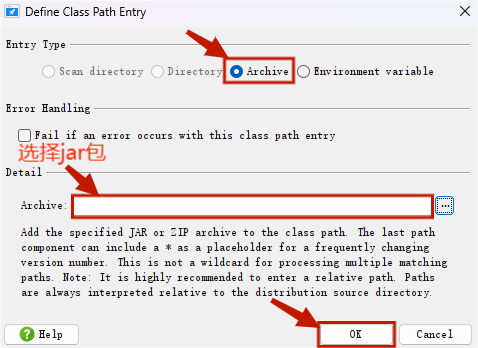 Define Class Path Entry
Entry Type
Scan directory Directory Archive Environment variable
Error Handling
Fail if an error occurs with this class path entry
选择jar包
Detail
Archive: ...
Add the specified JAR or ZIP archive to the class path. The last path
component can include a * as a placeholder for a frequently changing
version number. This is not a wildcard for processing multiple matching
paths. Note: It is highly recommended to enter a relative path. Paths
are always interpreted relative to the distribution source directory.
Help OK Cancel